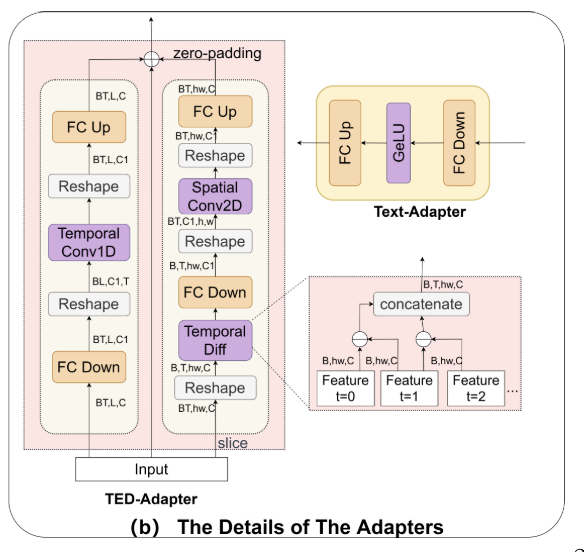 zero-padding
BT,L,C
FC Up
BT,L,C1
Reshape
Temporal
Conv1D
BL,C1,T
Reshape
BT,L,C1
FC Down
BT,L,C
BT,hw,C
FC Up
BT,hw,C
Reshape
Spatial
Conv2D
BT,C1,h,w
Reshape
B,T,hw,C1
FC Down
Temporal
Diff
B,T,hw,C
Reshape
BT,hw,C
slice
Input
TED-Adapter
FC Up
GeLU
FC Down
Text-Adapter
B,T,hw,C
concatenate
B,hw,C
B,hw,C
B,hw,C
B,hw,C
Feature
t=0
Feature
t=1
Feature
t=2
...
(b) The Details of The Adapters